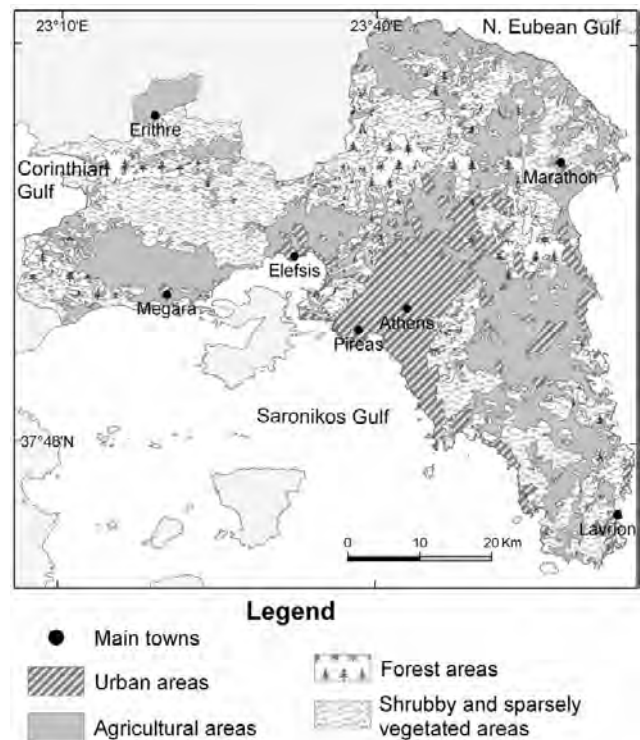 23°10'E
23°40'E
N. Eubean Gulf
Erithre
Corinthian
Gulf
Marathon
Elefsis
Megara
Athens
Pireas
Saronikos Gulf
37°48'N
Lavrion
0 10 20 Km
Legend
Main towns
Urban areas
Agricultural areas
Forest areas
Shrubby and sparsely
vegetated areas